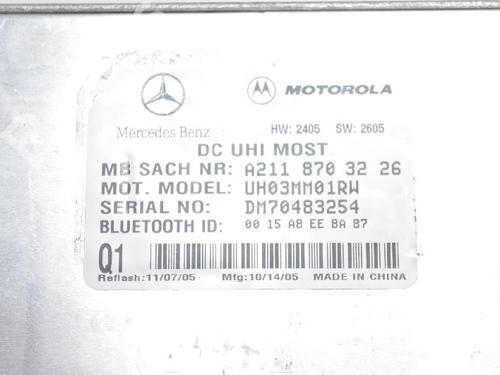 MOTOROLA
Mercedes Benz HW: 2405 SW: 2605
DC UHI MOST
MB SACH NR: A211 870 32 26
MOT. MODEL: UH03MM01RW
SERIAL NO: DM70483254
BLUETOOTH ID: 00 15 A8 EE 8A 87
Q1
Reflash:11/07/05 Mfg:10/14/05 MADE IN CHINA